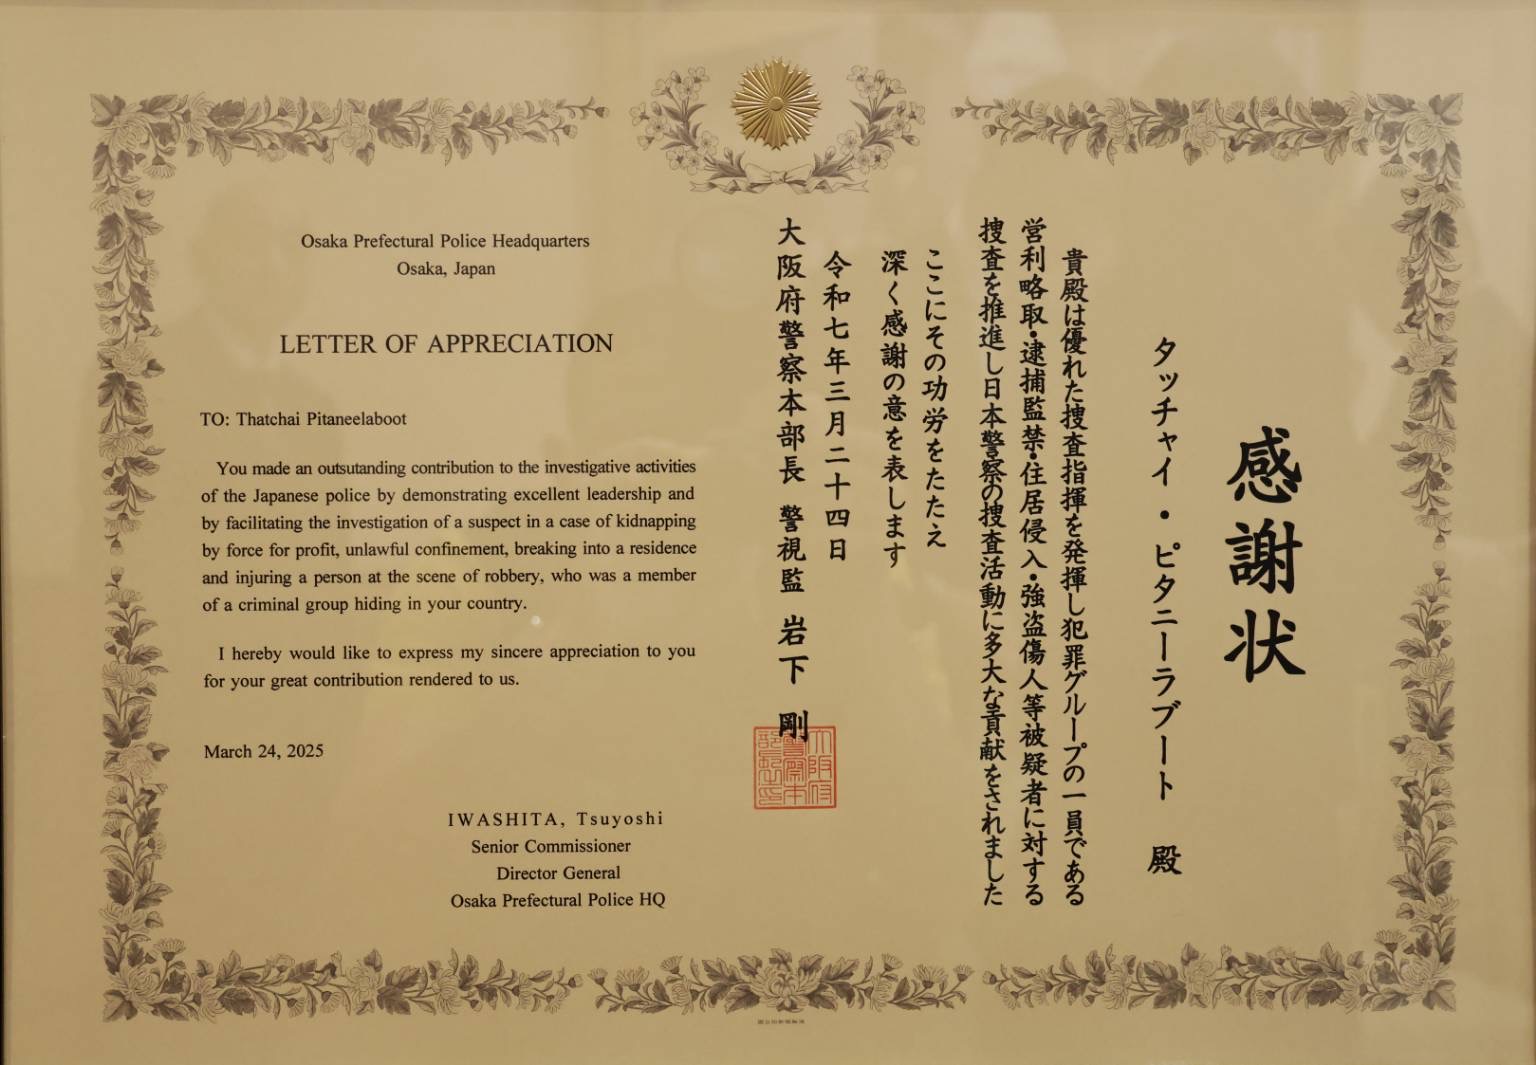 Osaka Prefectural Police Headquarters
Osaka, Japan
LETTER OF APPRECIATION
TO: Thatchai Pitaneelaboot
You made an outsutanding contribution to the investigative activities
of the Japanese police by demonstrating excellent leadership and
by facilitating the investigation of a suspect in a case of kidnapping
by force for profit, unlawful confinement, breaking into a residence
and injuring a person at the scene of robbery, who was a member
of a criminal group hiding in your country.
I hereby would like to express my sincere appreciation to you
for your great contribution rendered to us.
March 24, 2025
IWASHITA, Tsuyoshi
Senior Commissioner
Director General
Osaka Prefectural Police HQ
感謝状
タッチャイ・ピタニーラブート 殿
貴殿は優れた捜査指揮を発揮し犯罪グループの一員である
営利略取・逮捕監禁・住居侵入・強盗傷人等被疑者に対する
捜査を推進し日本警察の捜査活動に多大な貢献をされました
ここにその功労をたたえ
深く感謝の意を表します
令和七年三月二十四日
大阪府警察本部長 警視監 岩下 剛
大阪府
警察本
部長印